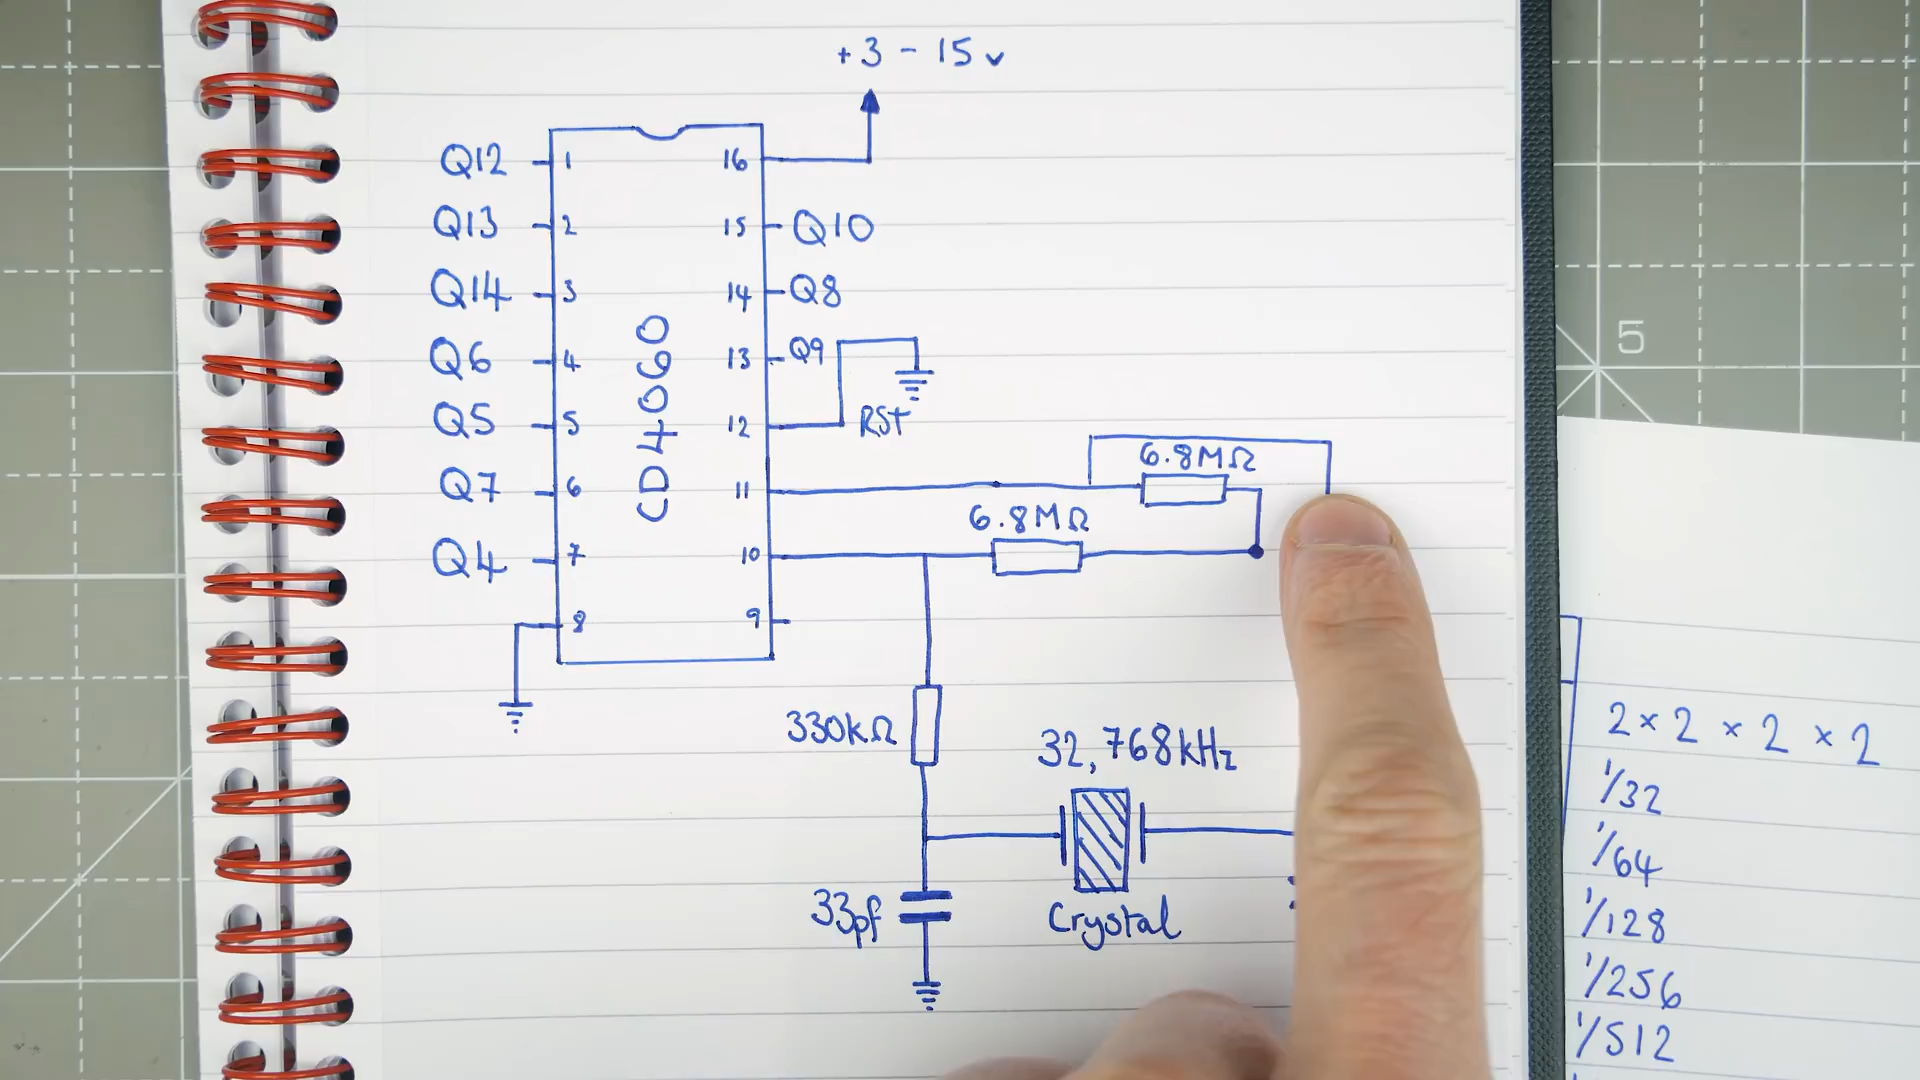 +3 - 15v
Q12 1 16
Q13 2 15 Q10
Q14 3 14 Q8
Q6 4 13 Q9
Q5 5 12 RST
Q7 6 11 6.8MΩ
Q4 7 10 6.8MΩ
8 9
CD4060
330kΩ
32,768kHz
33pf
Crystal
5
2 × 2 × 2 × 2
1/32
1/64
1/128
1/256
1/512